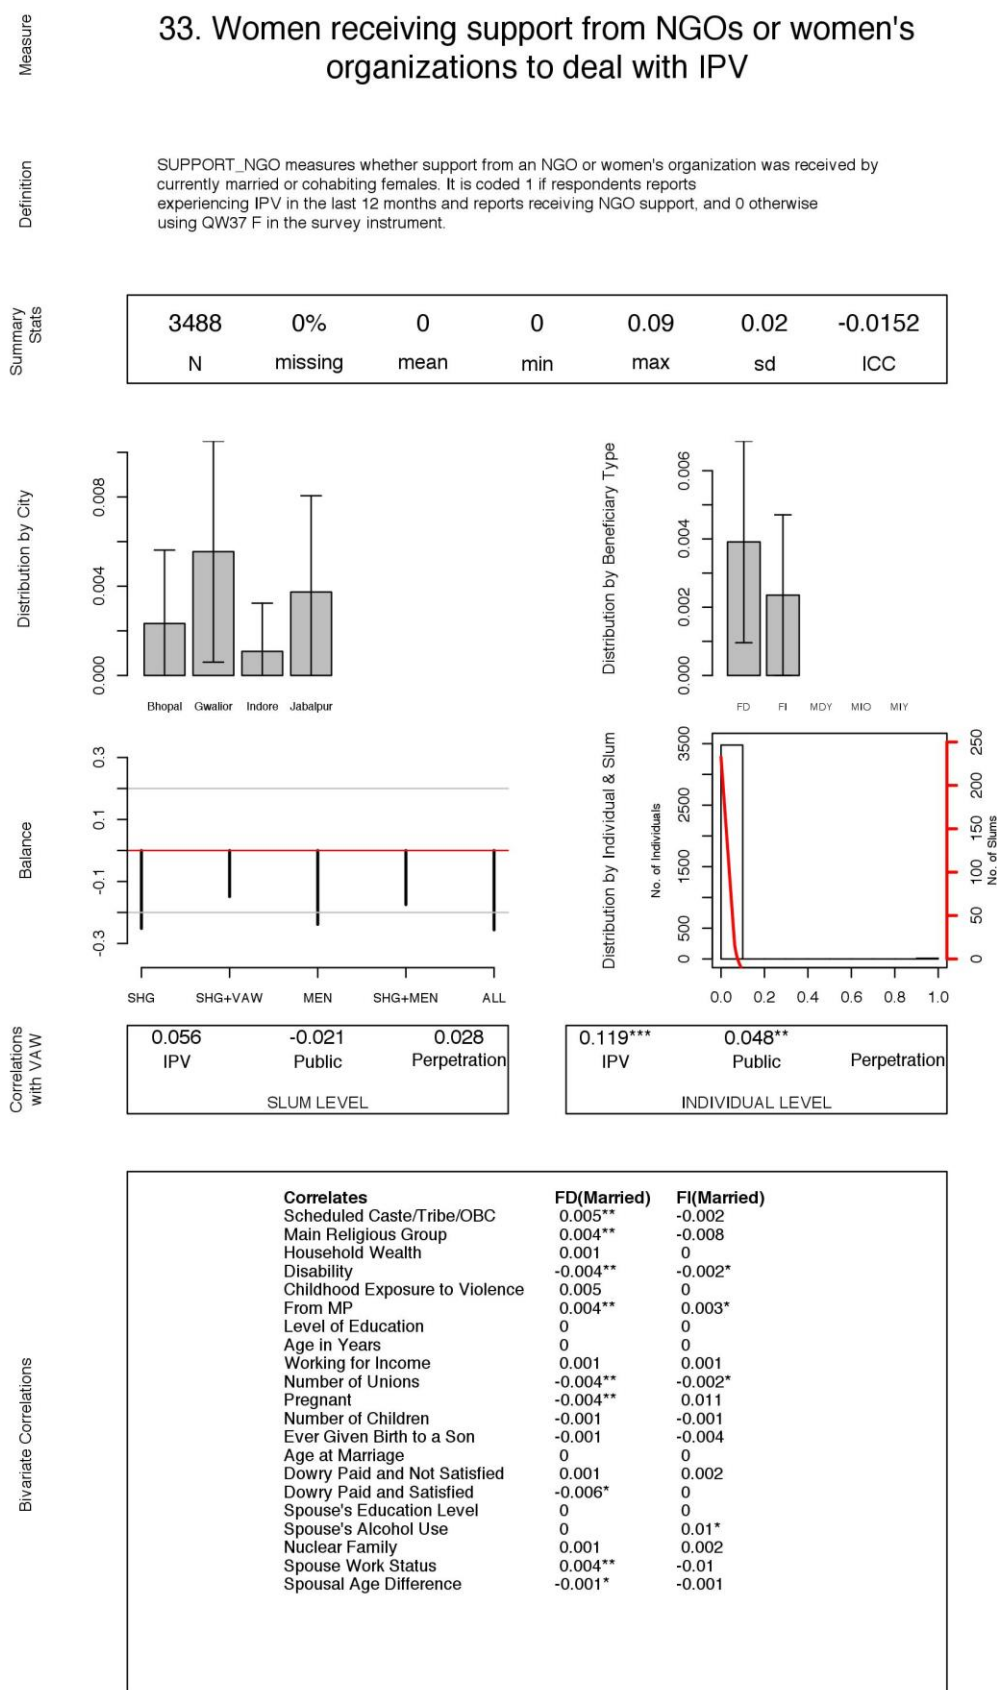 Measure
33. Women receiving support from NGOs or women's
organizations to deal with IPV
Definition
SUPPORT_NGO measures whether support from an NGO or women's organization was received by
currently married or cohabiting females. It is coded 1 if respondents reports
experiencing IPV in the last 12 months and reports receiving NGO support, and 0 otherwise
using QW37 F in the survey instrument.
Summary
Stats
3488 0% 0 0 0.09 0.02 -0.0152
N missing mean min max sd ICC
Distribution by City
0.008
0.004
0.000
Bhopal Gwalior Indore Jabalpur
Distribution by Beneficiary Type
0.006
0.004
0.002
0.000
FD FI MDY MIO MIY
Balance
0.3
0.1
-0.1
-0.3
SHG SHG+VAW MEN SHG+MEN ALL
Distribution by Individual & Slum
No. of Individuals
3500
2500
1500
500
0
250
200
150
100
50
0
No. of Slums
0.0 0.2 0.4 0.6 0.8 1.0
Correlations
with VAW
0.056 -0.021 0.028
IPV Public Perpetration
SLUM LEVEL
0.119*** 0.048**
IPV Public Perpetration
INDIVIDUAL LEVEL
Bivariate Correlations
Correlates FD(Married) FI(Married)
Scheduled Caste/Tribe/OBC 0.005** -0.002
Main Religious Group 0.004** -0.008
Household Wealth 0.001 0
Disability -0.004** -0.002*
Childhood Exposure to Violence 0.005 0
From MP 0.004** 0.003*
Level of Education 0 0
Age in Years 0 0
Working for Income 0.001 0.001
Number of Unions -0.004** -0.002*
Pregnant -0.004** 0.011
Number of Children -0.001 -0.001
Ever Given Birth to a Son -0.001 -0.004
Age at Marriage 0 0
Dowry Paid and Not Satisfied 0.001 0.002
Dowry Paid and Satisfied -0.006* 0
Spouse's Education Level 0 0
Spouse's Alcohol Use 0 0.01*
Nuclear Family 0.001 0.002
Spouse Work Status 0.004** -0.01
Spousal Age Difference -0.001* -0.001